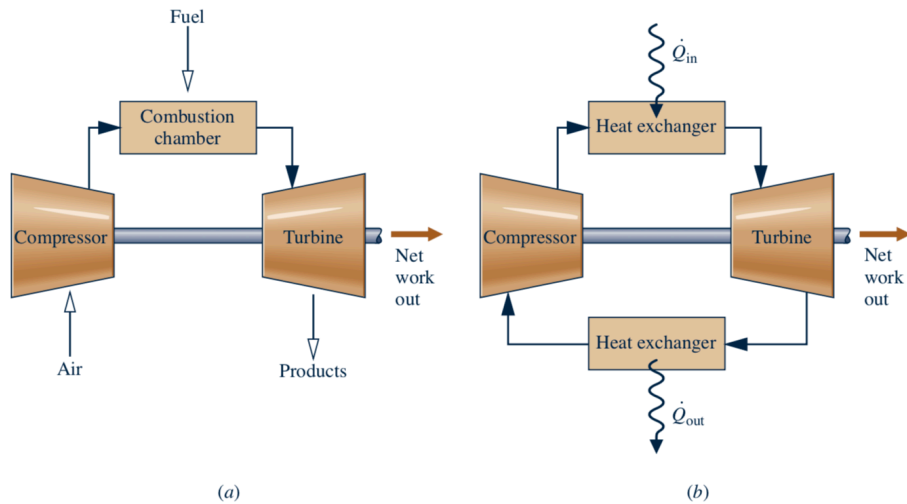 Fuel
Combustion
chamber
Compressor
Turbine
Net
work
out
Air
Products
(a)
Q̇in
Heat exchanger
Compressor
Turbine
Net
work
out
Heat exchanger
Q̇out
(b)